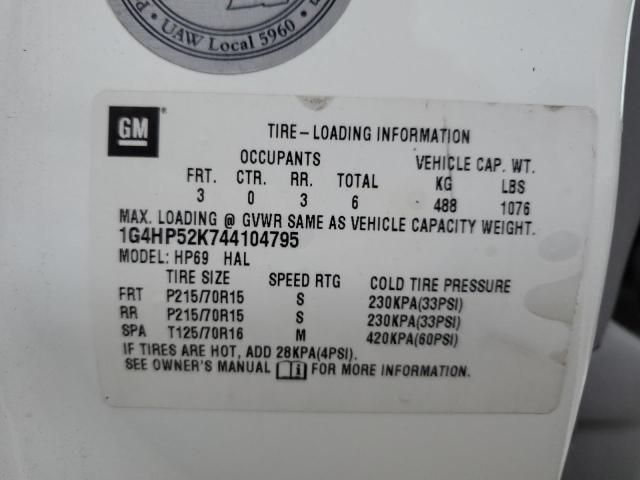 UAW Local 5960
GM
TIRE-LOADING INFORMATION
OCCUPANTS VEHICLE CAP. WT.
FRT. CTR. RR. TOTAL KG LBS
3 0 3 6 488 1076
MAX. LOADING @ GVWR SAME AS VEHICLE CAPACITY WEIGHT.
1G4HP52K744104795
MODEL: HP69 HAL
TIRE SIZE SPEED RTG COLD TIRE PRESSURE
FRT P215/70R15 S 230KPA(33PSI)
RR P215/70R15 S 230KPA(33PSI)
SPA T125/70R16 M 420KPA(60PSI)
IF TIRES ARE HOT, ADD 28KPA(4PSI).
SEE OWNER'S MANUAL FOR MORE INFORMATION.